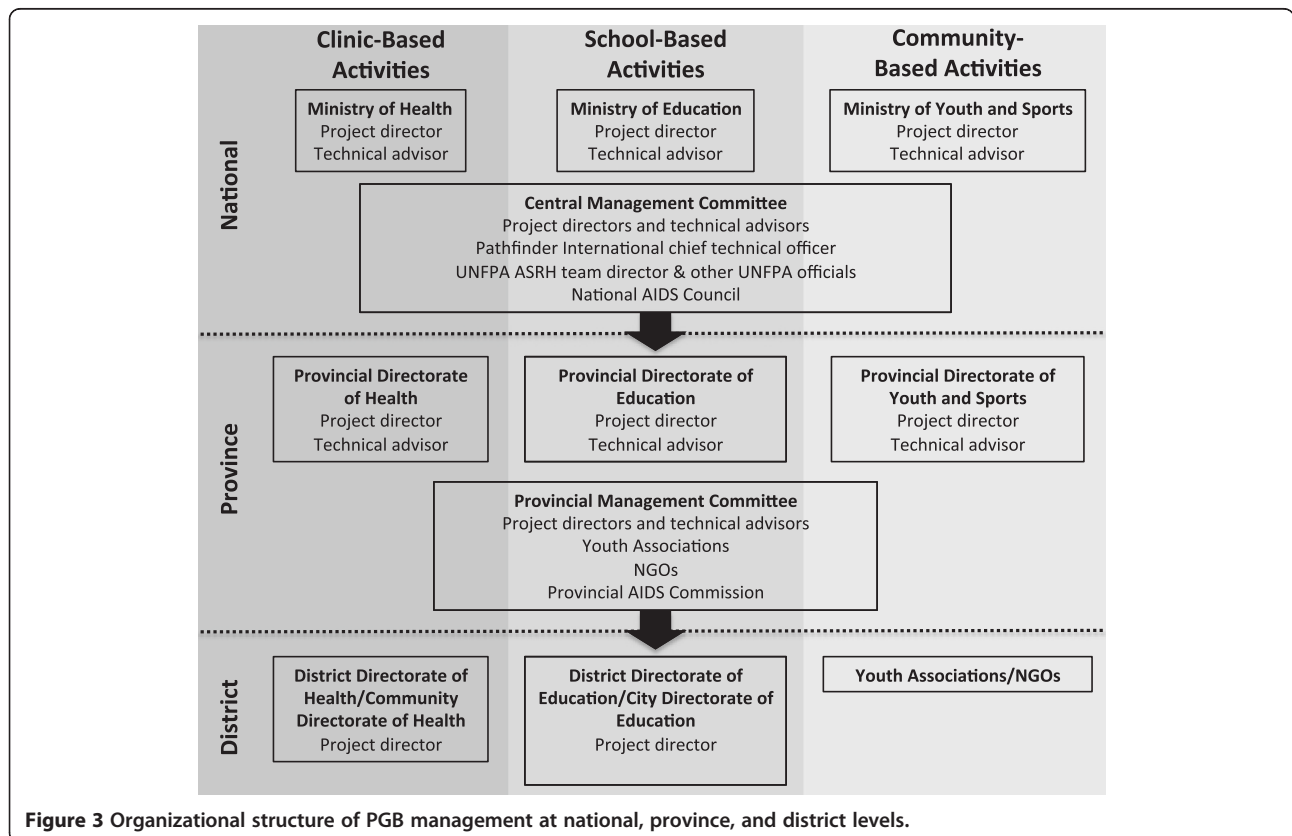 Clinic-Based
Activities
School-Based
Activities
Community-
Based Activities
National
Ministry of Health
Project director
Technical advisor
Ministry of Education
Project director
Technical advisor
Ministry of Youth and Sports
Project director
Technical advisor
Central Management Committee
Project directors and technical advisors
Pathfinder International chief technical officer
UNFPA ASRH team director & other UNFPA officials
National AIDS Council
Province
Provincial Directorate
of Health
Project director
Technical advisor
Provincial Directorate of
Education
Project director
Technical advisor
Provincial Directorate of
Youth and Sports
Project director
Technical advisor
Provincial Management Committee
Project directors and technical advisors
Youth Associations
NGOs
Provincial AIDS Commission
District
District Directorate of
Health/Community
Directorate of Health
Project director
District Directorate of
Education/City Directorate of
Education
Project director
Youth Associations/NGOs
Figure 3 Organizational structure of PGB management at national, province, and district levels.